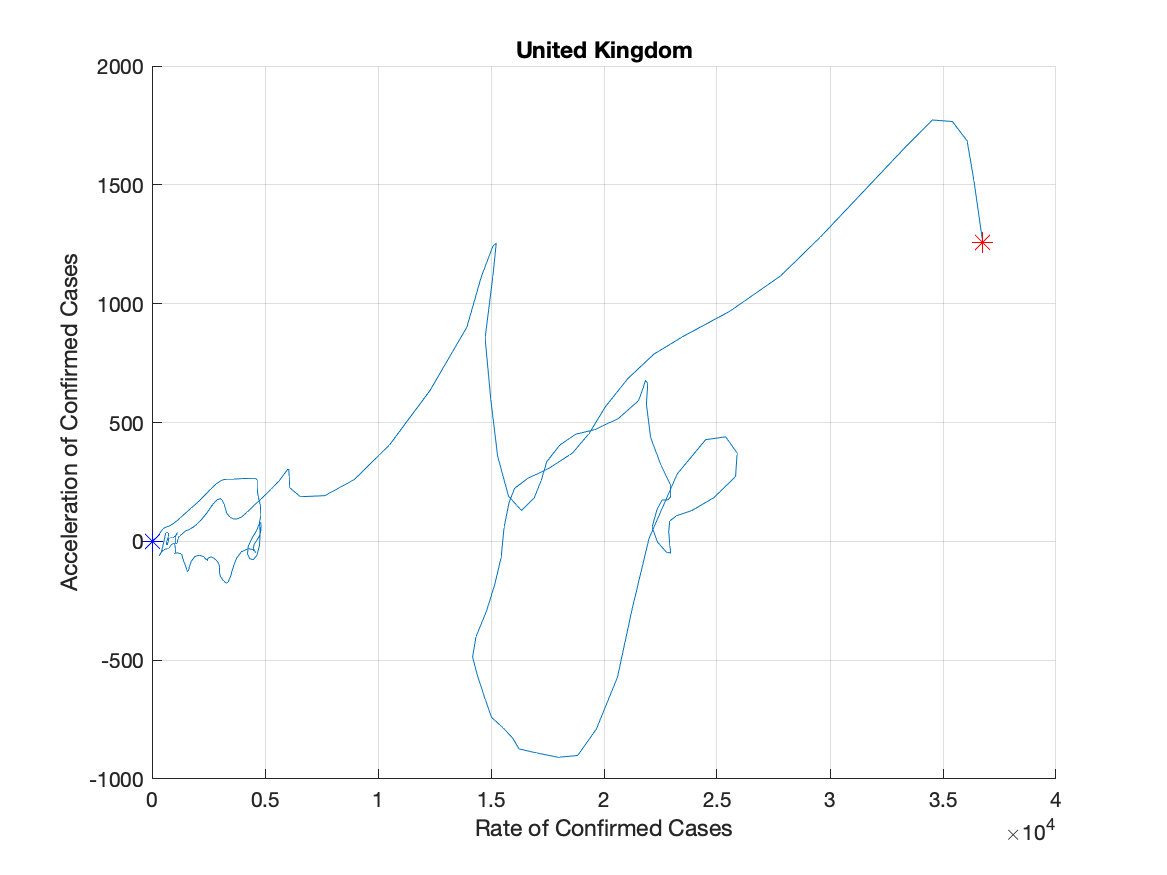 United Kingdom
Acceleration of Confirmed Cases
2000
1500
1000
500
0
-500
-1000
0 0.5 1 1.5 2 2.5 3 3.5 4
×10^4
Rate of Confirmed Cases